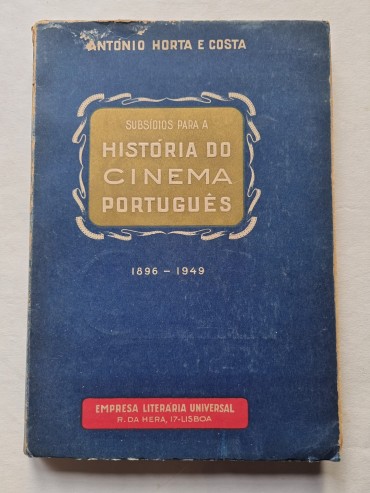 ANTÓNIO HORTA E COSTA
SUBSÍDIOS PARA A
HISTÓRIA DO
CINEMA
PORTUGUÊS
1896 - 1949
EMPRESA LITERÁRIA UNIVERSAL
R. DA HERA, 17-LISBOA